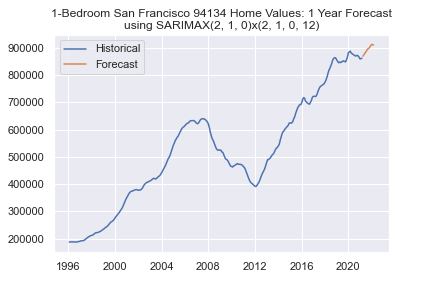 1-Bedroom San Francisco 94134 Home Values: 1 Year Forecast
using SARIMAX(2, 1, 0)x(2, 1, 0, 12)
Historical
Forecast
900000
800000
700000
600000
500000
400000
300000
200000
1996 2000 2004 2008 2012 2016 2020